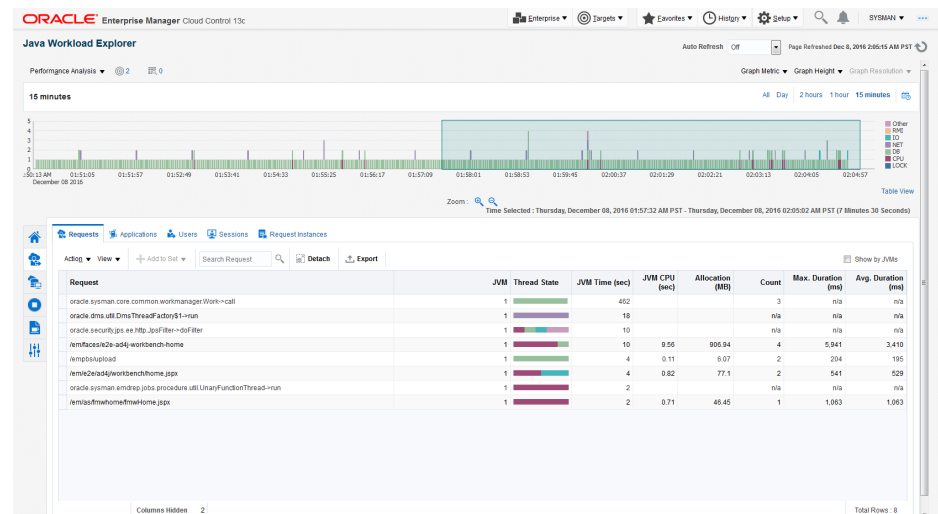 ORACLE Enterprise Manager Cloud Control 13c
Enterprise Targets Favorites History Setup SYSMAN
Java Workload Explorer
Auto Refresh Off Page Refreshed Dec 8, 2016 2:05:15 AM PST
Performance Analysis 2 0
Graph Metric Graph Height Graph Resolution
15 minutes
All Day 2 hours 1 hour 15 minutes
5
4
3
2
1
0
Other
RMI
IO
NET
DB
CPU
LOCK
01:51:05 01:51:57 01:52:49 01:53:41 01:54:33 01:55:25 01:56:17 01:57:09 01:58:01 01:58:53 01:59:45 02:00:37 02:01:29 02:02:21 02:03:13 02:04:05 02:04:57
December 08 2016
Table View
Zoom :
Time Selected : Thursday, December 08, 2016 01:57:32 AM PST - Thursday, December 08, 2016 02:05:02 AM PST (7 Minutes 30 Seconds)
Requests Applications Users Sessions Request Instances
Action View Add to Set Search Request Detach Export Show by JVMs
Request JVM Thread State JVM Time (sec) JVM CPU (sec) Allocation (MB) Count Max. Duration (ms) Avg. Duration (ms)
oracle.sysman.core.common.workmanager.Work->call 1 452 3 n/a n/a
oracle.dms.util.DmsThreadFactory$1->run 1 18 n/a n/a n/a
oracle.security.jps.ee.http.JpsFilter->doFilter 1 10 n/a n/a n/a
/em/faces/e2e-ad4j-workbench-home 1 10 9.56 906.94 4 5,941 3,410
/empbs/upload 1 4 0.11 6.07 2 204 195
/em/e2e/ad4j/workbench/home.jspx 1 4 0.82 77.1 2 541 529
oracle.sysman.emdrep.jobs.procedure.util.UnaryFunctionThread->run 1 2 n/a n/a n/a
/em/as/fmwhome/fmwHome.jspx 1 2 0.71 46.45 1 1,063 1,063
Columns Hidden 2
Total Rows : 8